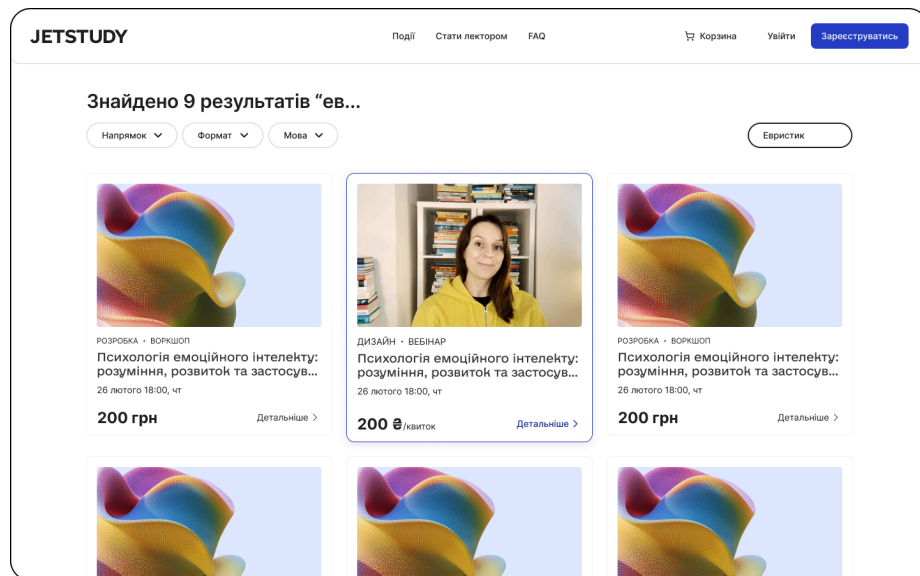 JETSTUDY
Події Стати лектором FAQ Корзина Увійти Зареєструватись
Знайдено 9 результатів “ев...
Напрямок Формат Мова Евристик
РОЗРОБКА • ВОРКШОП
Психологія емоційного інтелекту:
розуміння, розвиток та застосув...
26 лютого 18:00, чт
200 грн Детальніше >
ДИЗАЙН • ВЕБІНАР
Психологія емоційного інтелекту:
розуміння, розвиток та застосув...
26 лютого 18:00, чт
200 ₴/квиток Детальніше >
РОЗРОБКА • ВОРКШОП
Психологія емоційного інтелекту:
розуміння, розвиток та застосув...
26 лютого 18:00, чт
200 грн Детальніше >